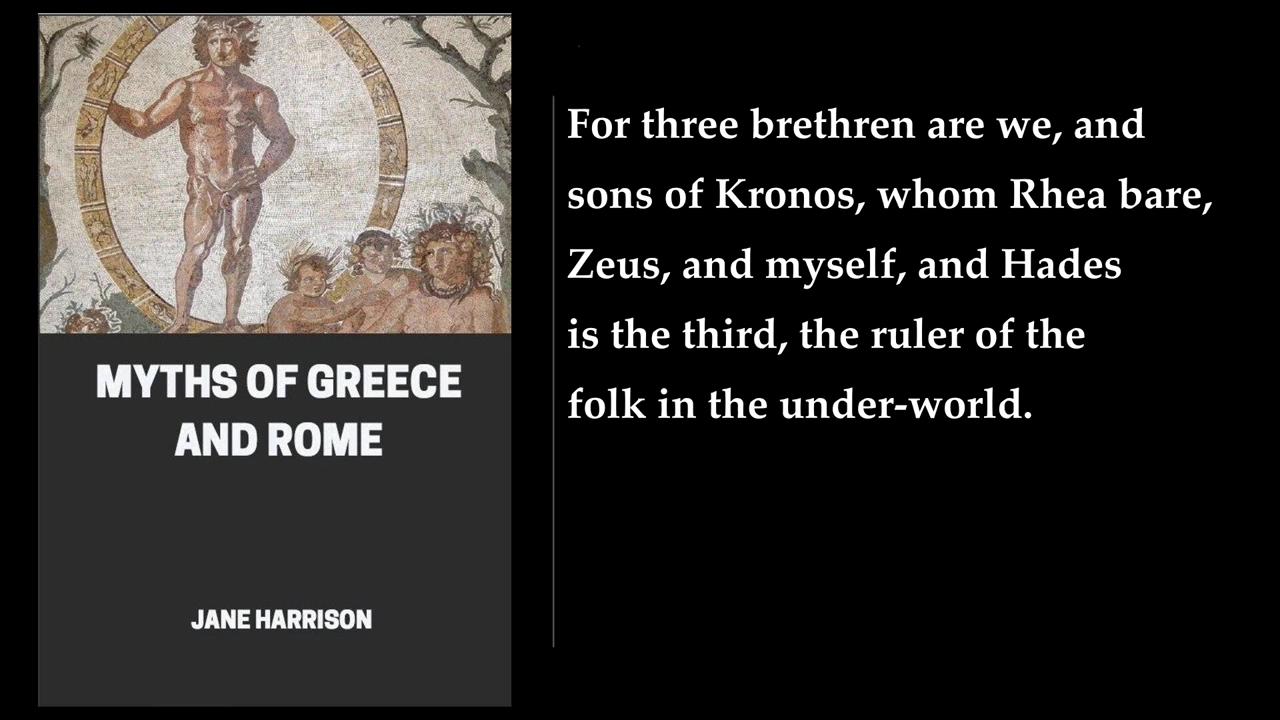 MYTHS OF GREECE
AND ROME
JANE HARRISON
For three brethren are we, and
sons of Kronos, whom Rhea bare,
Zeus, and myself, and Hades
is the third, the ruler of the
folk in the under-world.